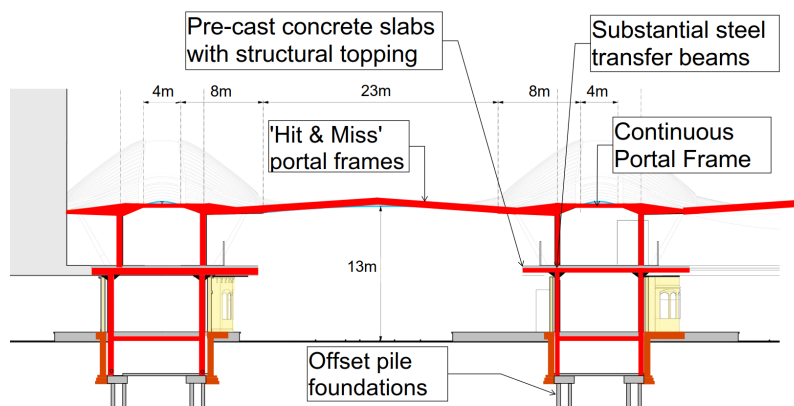 Pre-cast concrete slabs
with structural topping
Substantial steel
transfer beams
4m
8m
23m
8m
4m
'Hit & Miss'
portal frames
Continuous
Portal Frame
13m
Offset pile
foundations